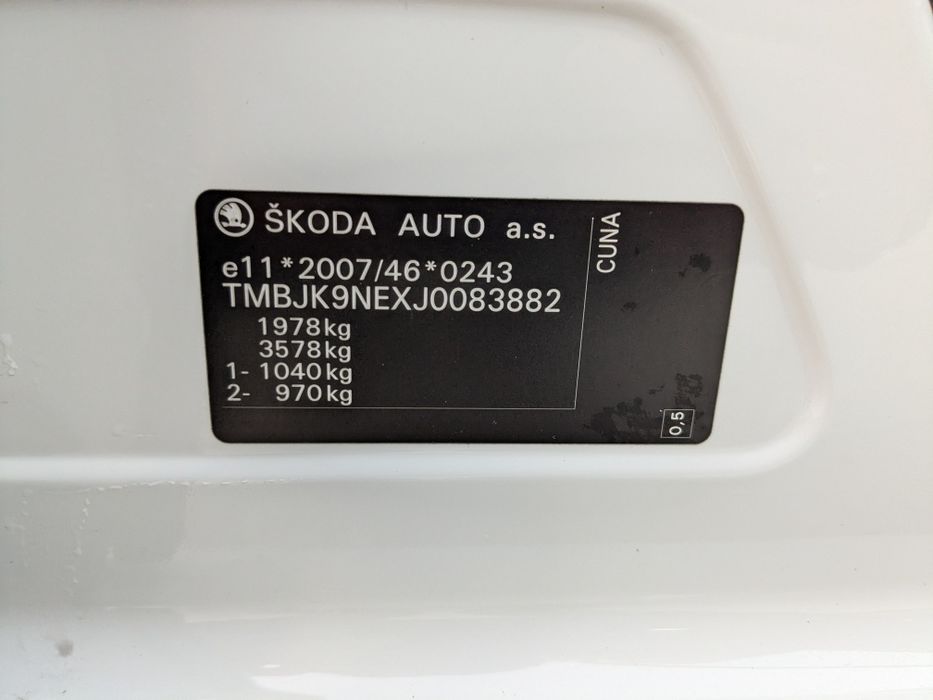 ŠKODA AUTO a.s.
e11*2007/46*0243
TMBJK9NEXJ0083882
1978kg
3578kg
1- 1040kg
2- 970kg
CUNA
0,5